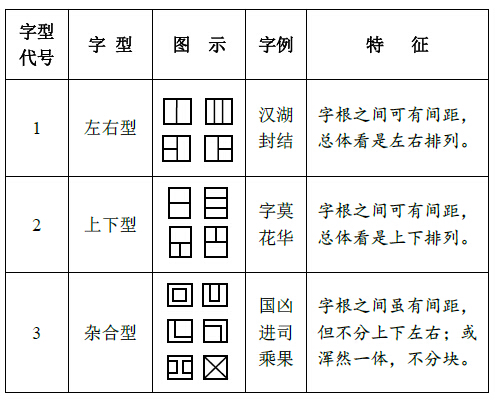 字型 字 型 图 示 字例 特 征
代号
1 左右型 汉湖 字根之间可有间距，
封结 总体看是左右排列。
2 上下型 字莫 字根之间可有间距，
花华 总体看是上下排列。
3 杂合型 国凶 字根之间虽有间距，
进司 但不分上下左右；或
乘果 浑然一体，不分块。